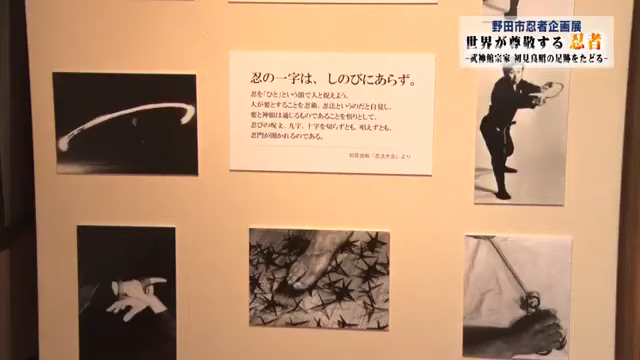 野田市忍者企画展
世界が尊敬する 忍者
-武神館宗家 初見良昭の足跡をたどる-
忍の一字は、しのびにあらず。
忍を「ひと」という韻で人と捉えよう。
人が要とすることを忍術、忍法というのだと自覚し、
要と神眼は通じるものであることを悟りとして、
忍びの呪文、九字、十字を切らずとも、唱えずとも、
忍門が開かれるのである。
初見良昭『忍法大全』より